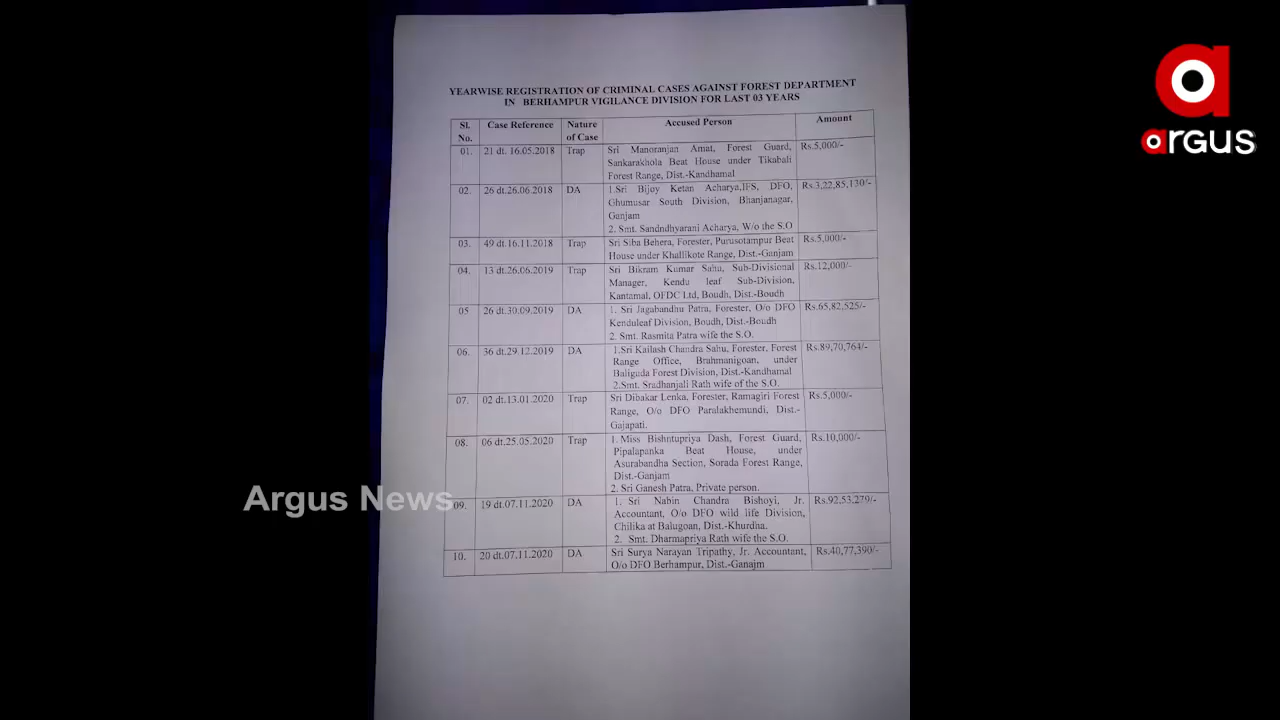 YEARWISE REGISTRATION OF CRIMINAL CASES AGAINST FOREST DEPARTMENT
IN BERHAMPUR VIGILANCE DIVISION FOR LAST 03 YEARS
Sl. No. Case Reference Nature of Case Accused Person Amount
01. 21 dt. 16.05.2018 Trap Sri Manoranjan Amat, Forest Guard, Rs.5,000/-
Sankarakhola Beat House under Tikabali
Forest Range, Dist.-Kandhamal
02. 26 dt.26.06.2018 DA 1.Sri Bijoy Ketan Acharya,IFS, DFO, Rs.3,22,85,130/-
Ghumusar South Division, Bhanjanagar,
Ganjam
2. Smt. Sandndhyarani Acharya, W/o the S.O
03. 49 dt.16.11.2018 Trap Sri Siba Behera, Forester, Purusotampur Beat Rs.5,000/-
House under Khallikote Range, Dist.-Ganjam
04. 13 dt.26.06.2019 Trap Sri Bikram Kumar Sahu, Sub-Divisional Rs.12,000/-
Manager, Kendu leaf Sub-Division,
Kantamal, OFDC Ltd, Boudh, Dist.-Boudh
05 26 dt.30.09.2019 DA 1. Sri Jagabandhu Patra, Forester, O/o DFO Rs.65,82,525/-
Kenduleaf Division, Boudh, Dist.-Boudh
2. Smt. Rasmita Patra wife the S.O.
06. 36 dt.29.12.2019 DA 1.Sri Kailash Chandra Sahu, Forester, Forest Rs.89,70,764/-
Range Office, Brahmanigoan, under
Baliguda Forest Division, Dist.-Kandhamal
2.Smt. Sradhanjali Rath wife of the S.O.
07. 02 dt.13.01.2020 Trap Sri Dibakar Lenka, Forester, Ramagiri Forest Rs.5,000/-
Range, O/o DFO Paralakhemundi, Dist.-
Gajapati.
08. 06 dt.25.05.2020 Trap 1. Miss Bishntupriya Dash, Forest Guard, Rs.10,000/-
Pipalapanka Beat House, under
Asurabandha Section, Sorada Forest Range,
Dist.-Ganjam
2. Sri Ganesh Patra, Private person.
09. 19 dt.07.11.2020 DA 1. Sri Nabin Chandra Bishoyi, Jr. Rs.92,53,279/-
Accountant, O/o DFO wild life Division,
Chilika at Balugoan, Dist.-Khurdha.
2. Smt. Dharmapriya Rath wife the S.O.
10. 20 dt.07.11.2020 DA Sri Surya Narayan Tripathy, Jr. Accountant, Rs.40,77,390/-
O/o DFO Berhampur, Dist.-Ganajm
Argus News
argus